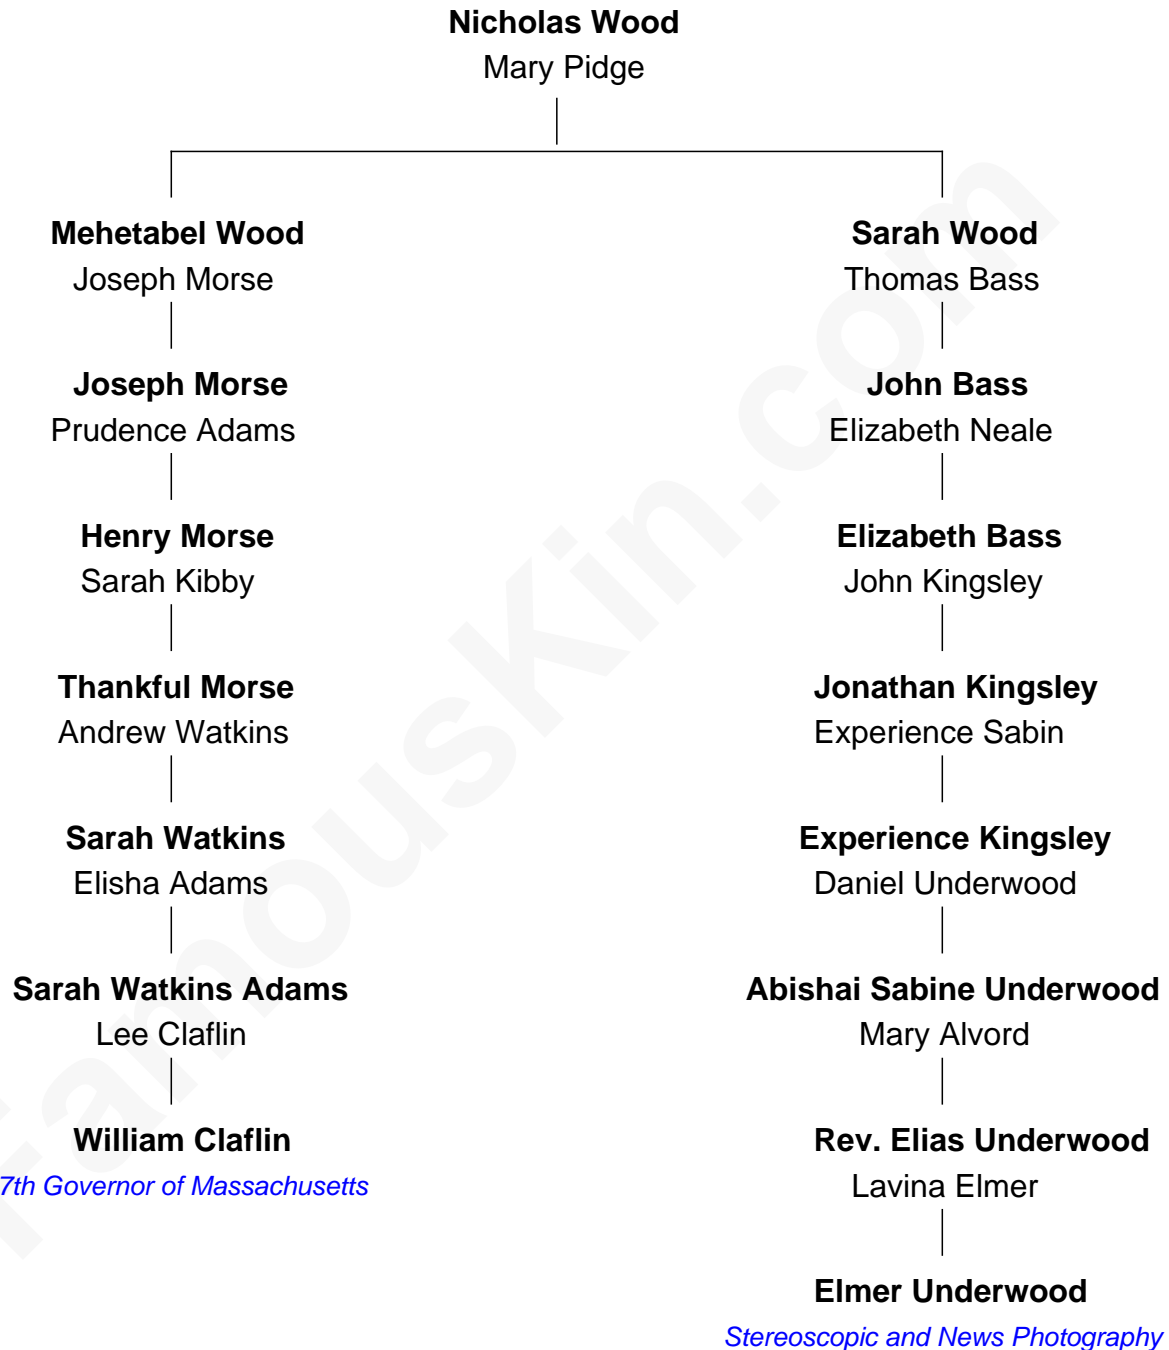 Nicholas Wood
Mary Pidge
Mehetabel Wood
Joseph Morse
Sarah Wood
Thomas Bass
Joseph Morse
Prudence Adams
John Bass
Elizabeth Neale
Henry Morse
Sarah Kibby
Elizabeth Bass
John Kingsley
Thankful Morse
Andrew Watkins
Jonathan Kingsley
Experience Sabin
Sarah Watkins
Elisha Adams
Experience Kingsley
Daniel Underwood
Sarah Watkins Adams
Lee Claflin
Abishai Sabine Underwood
Mary Alvord
William Claflin
7th Governor of Massachusetts
Rev. Elias Underwood
Lavina Elmer
Elmer Underwood
Stereoscopic and News Photography
FamousKin.com